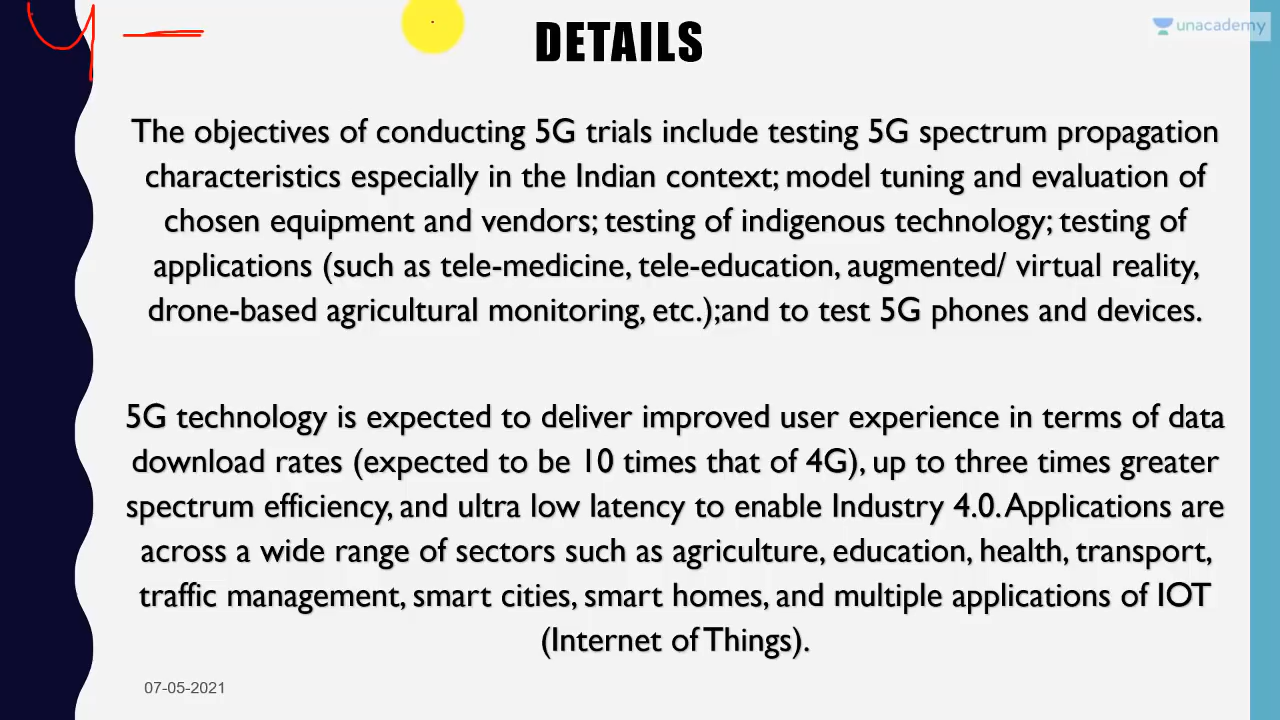 unacademy
DETAILS
The objectives of conducting 5G trials include testing 5G spectrum propagation
characteristics especially in the Indian context; model tuning and evaluation of
chosen equipment and vendors; testing of indigenous technology; testing of
applications (such as tele-medicine, tele-education, augmented/ virtual reality,
drone-based agricultural monitoring, etc.);and to test 5G phones and devices.
5G technology is expected to deliver improved user experience in terms of data
download rates (expected to be 10 times that of 4G), up to three times greater
spectrum efficiency, and ultra low latency to enable Industry 4.0. Applications are
across a wide range of sectors such as agriculture, education, health, transport,
traffic management, smart cities, smart homes, and multiple applications of IOT
(Internet of Things).
07-05-2021